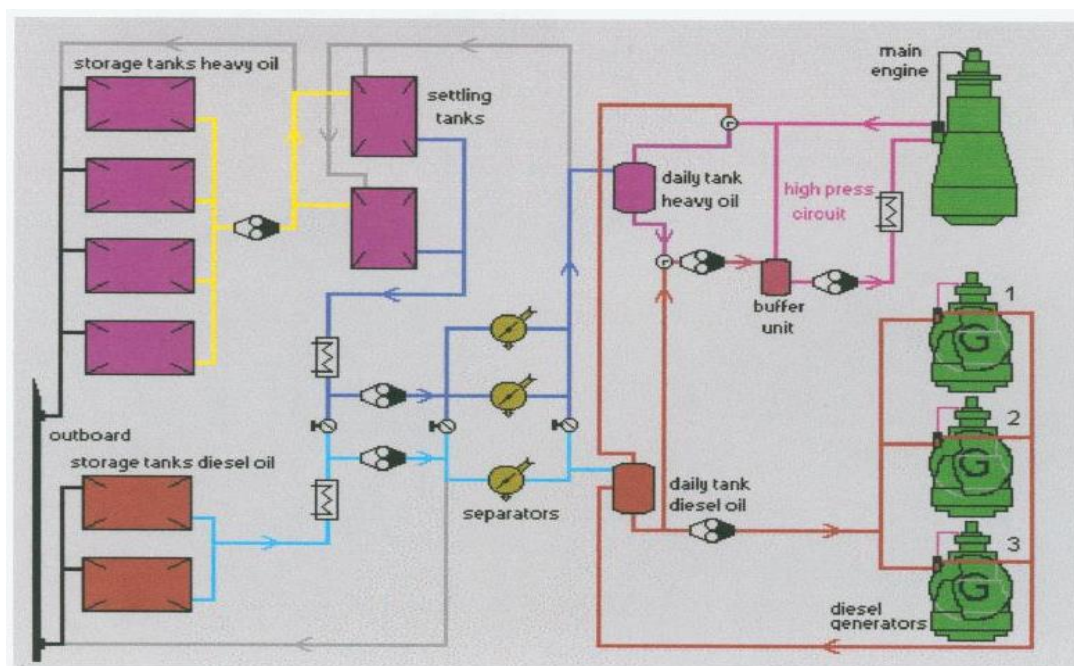 storage tanks heavy oil
settling
tanks
main
engine
daily tank
heavy oil
high press
circuit
buffer
unit
1
G
outboard
storage tanks diesel oil
separators
daily tank
diesel oil
2
G
3
G
diesel
generators